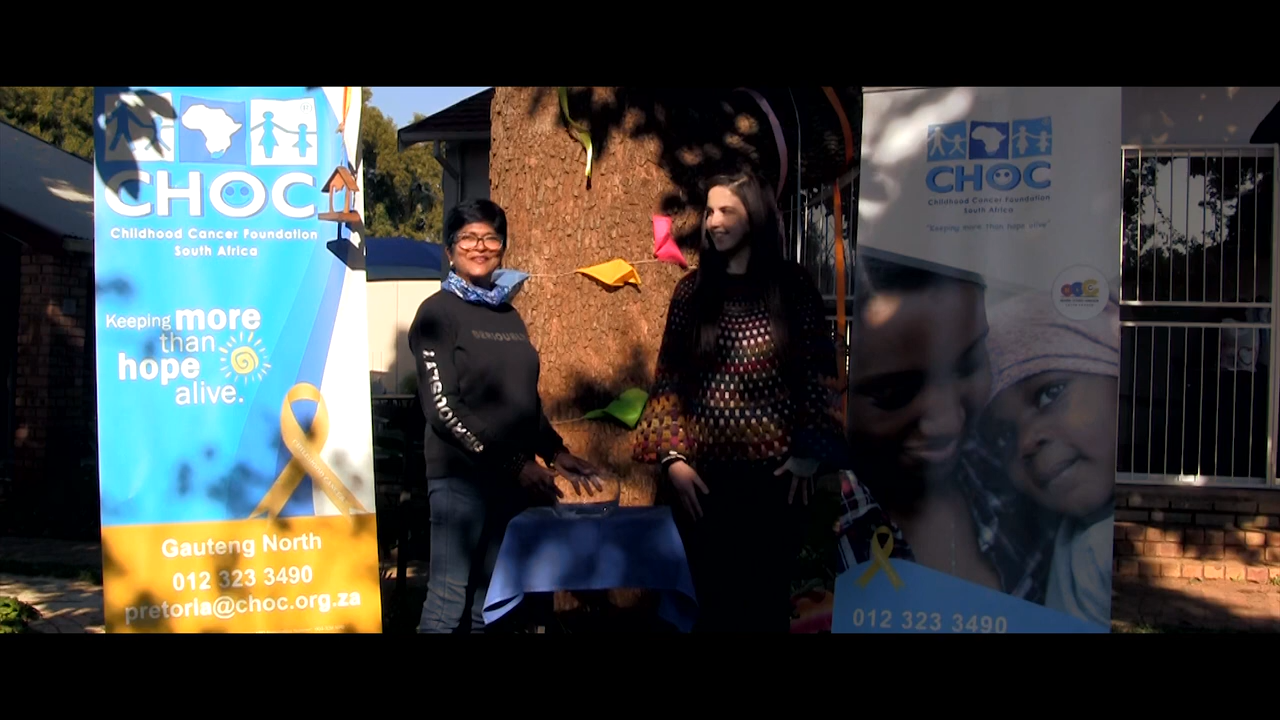 CHOC
Childhood Cancer Foundation
South Africa
Keeping more
than
hope
alive.
Gauteng North
012 323 3490
pretoria@choc.org.za
CHOC
Childhood Cancer Foundation
South Africa
"Keeping more than hope alive"
012 323 3490